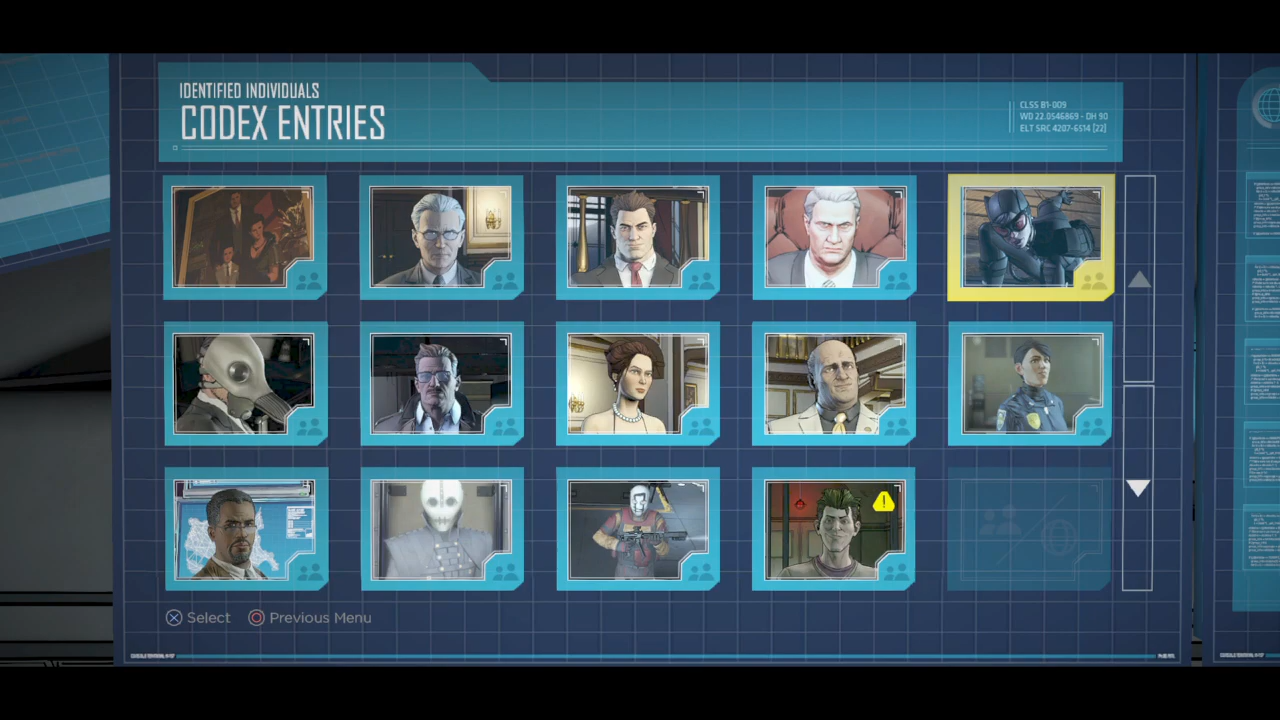 IDENTIFIED INDIVIDUALS
CODEX ENTRIES
CLSS B1-009
WD 22.0546869 - DH 90
ELT SRC 4207-6514 [22]
Select
Previous Menu